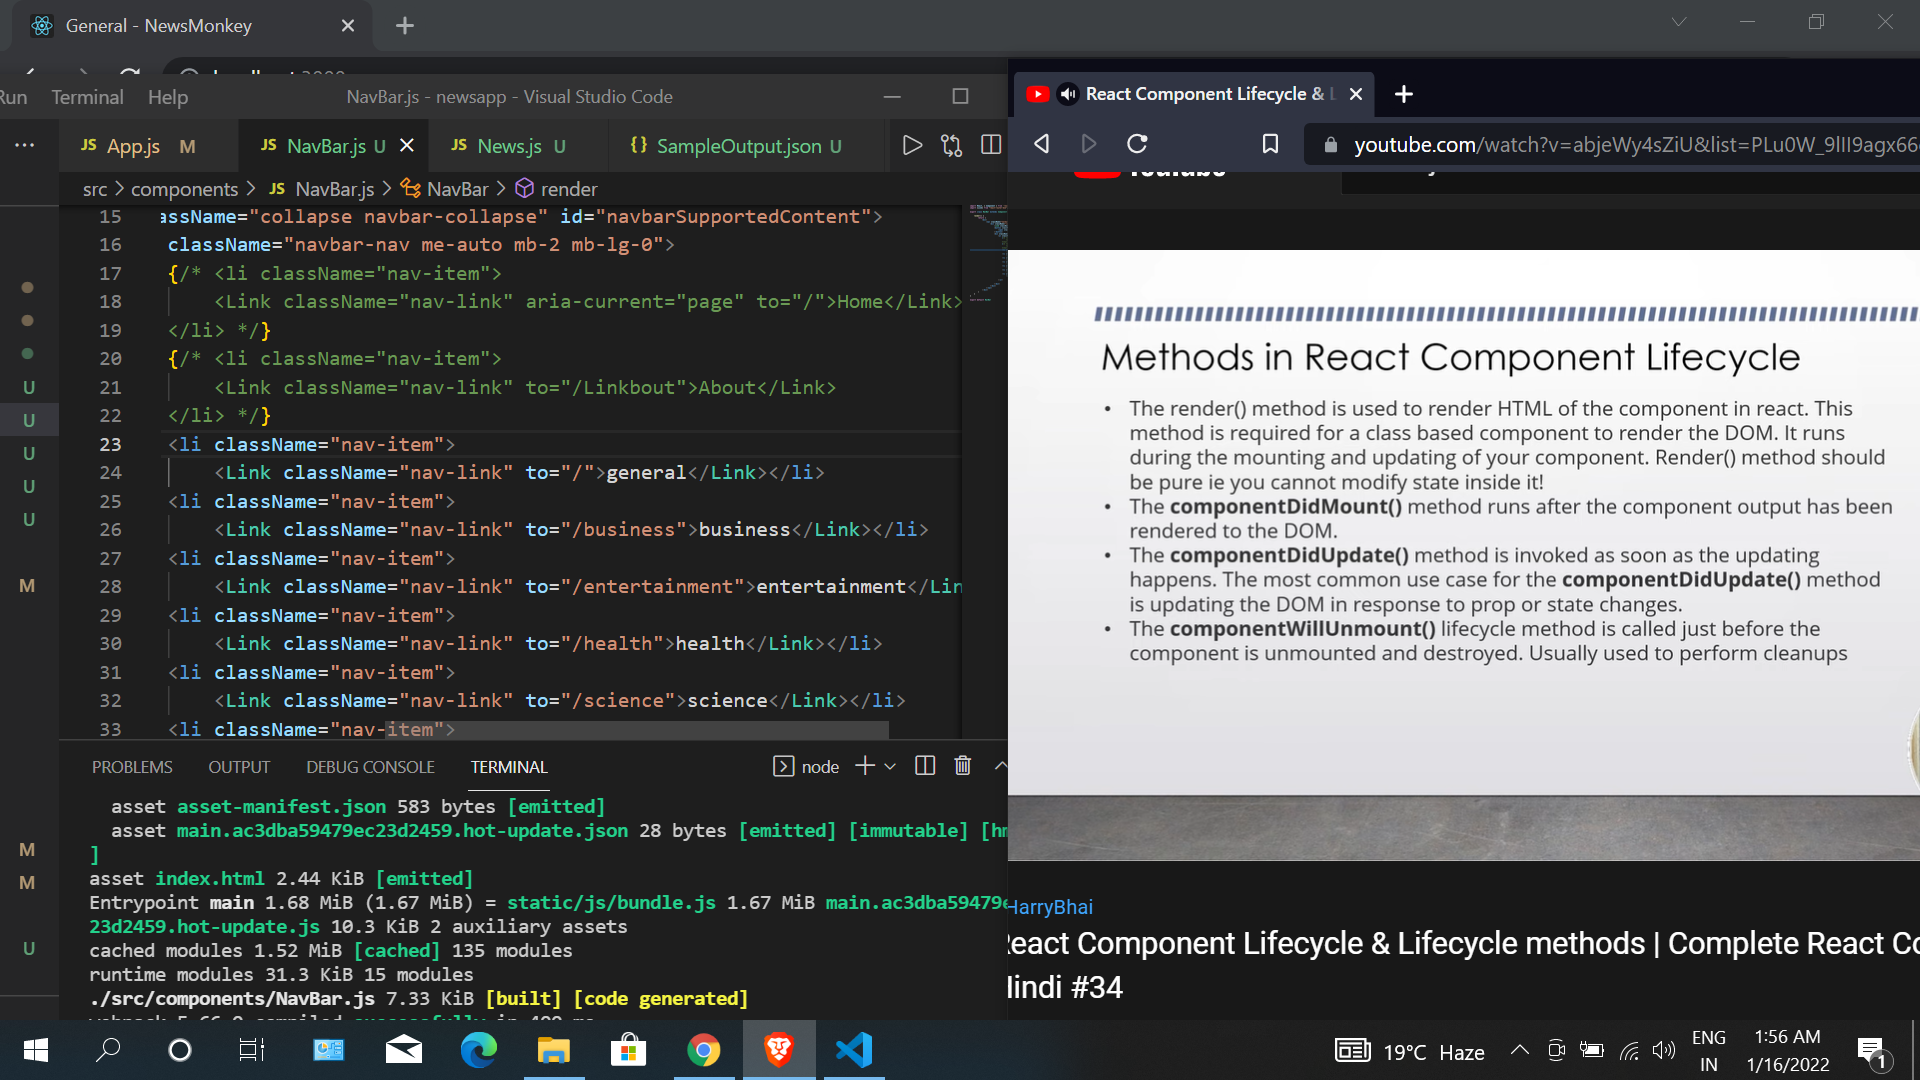 General - NewsMonkey
Run Terminal Help
NavBar.js - newsapp - Visual Studio Code
JS App.js M
JS NavBar.js U
JS News.js U
{} SampleOutput.json U
src > components > JS NavBar.js > NavBar > render
15 assName="collapse navbar-collapse" id="navbarSupportedContent">
16 className="navbar-nav me-auto mb-2 mb-lg-0">
17 {/* <li className="nav-item">
18 <Link className="nav-link" aria-current="page" to="/">Home</Link>
19 </li> */}
20 {/* <li className="nav-item">
21 <Link className="nav-link" to="/Linkbout">About</Link>
22 </li> */}
23 <li className="nav-item">
24 <Link className="nav-link" to="/">general</Link></li>
25 <li className="nav-item">
26 <Link className="nav-link" to="/business">business</Link></li>
27 <li className="nav-item">
28 <Link className="nav-link" to="/entertainment">entertainment</Lin
29 <li className="nav-item">
30 <Link className="nav-link" to="/health">health</Link></li>
31 <li className="nav-item">
32 <Link className="nav-link" to="/science">science</Link></li>
33 <li className="nav-item">
U
U
U
U
U
M
M
M
U
PROBLEMS OUTPUT DEBUG CONSOLE TERMINAL
node
asset asset-manifest.json 583 bytes [emitted]
asset main.ac3dba59479ec23d2459.hot-update.json 28 bytes [emitted] [immutable] [hm
]
asset index.html 2.44 KiB [emitted]
Entrypoint main 1.68 MiB (1.67 MiB) = static/js/bundle.js 1.67 MiB main.ac3dba59479e
23d2459.hot-update.js 10.3 KiB 2 auxiliary assets
cached modules 1.52 MiB [cached] 135 modules
runtime modules 31.3 KiB 15 modules
./src/components/NavBar.js 7.33 KiB [built] [code generated]
React Component Lifecycle & L
youtube.com/watch?v=abjeWy4sZiU&list=PLu0W_9lII9agx66
Methods in React Component Lifecycle
• The render() method is used to render HTML of the component in react. This
method is required for a class based component to render the DOM. It runs
during the mounting and updating of your component. Render() method should
be pure ie you cannot modify state inside it!
• The componentDidMount() method runs after the component output has been
rendered to the DOM.
• The componentDidUpdate() method is invoked as soon as the updating
happens. The most common use case for the componentDidUpdate() method
is updating the DOM in response to prop or state changes.
• The componentWillUnmount() lifecycle method is called just before the
component is unmounted and destroyed. Usually used to perform cleanups
HarryBhai
React Component Lifecycle & Lifecycle methods | Complete React Co
Hindi #34
19°C Haze
ENG
IN
1:56 AM
1/16/2022
1